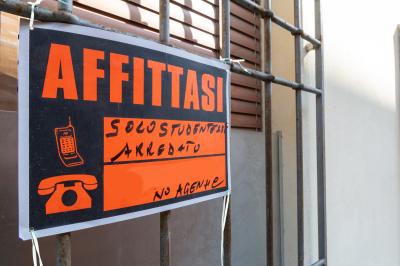 AFFITTASI
SOLO STUDENTESSE
ARREDATO
NO AGENZIE